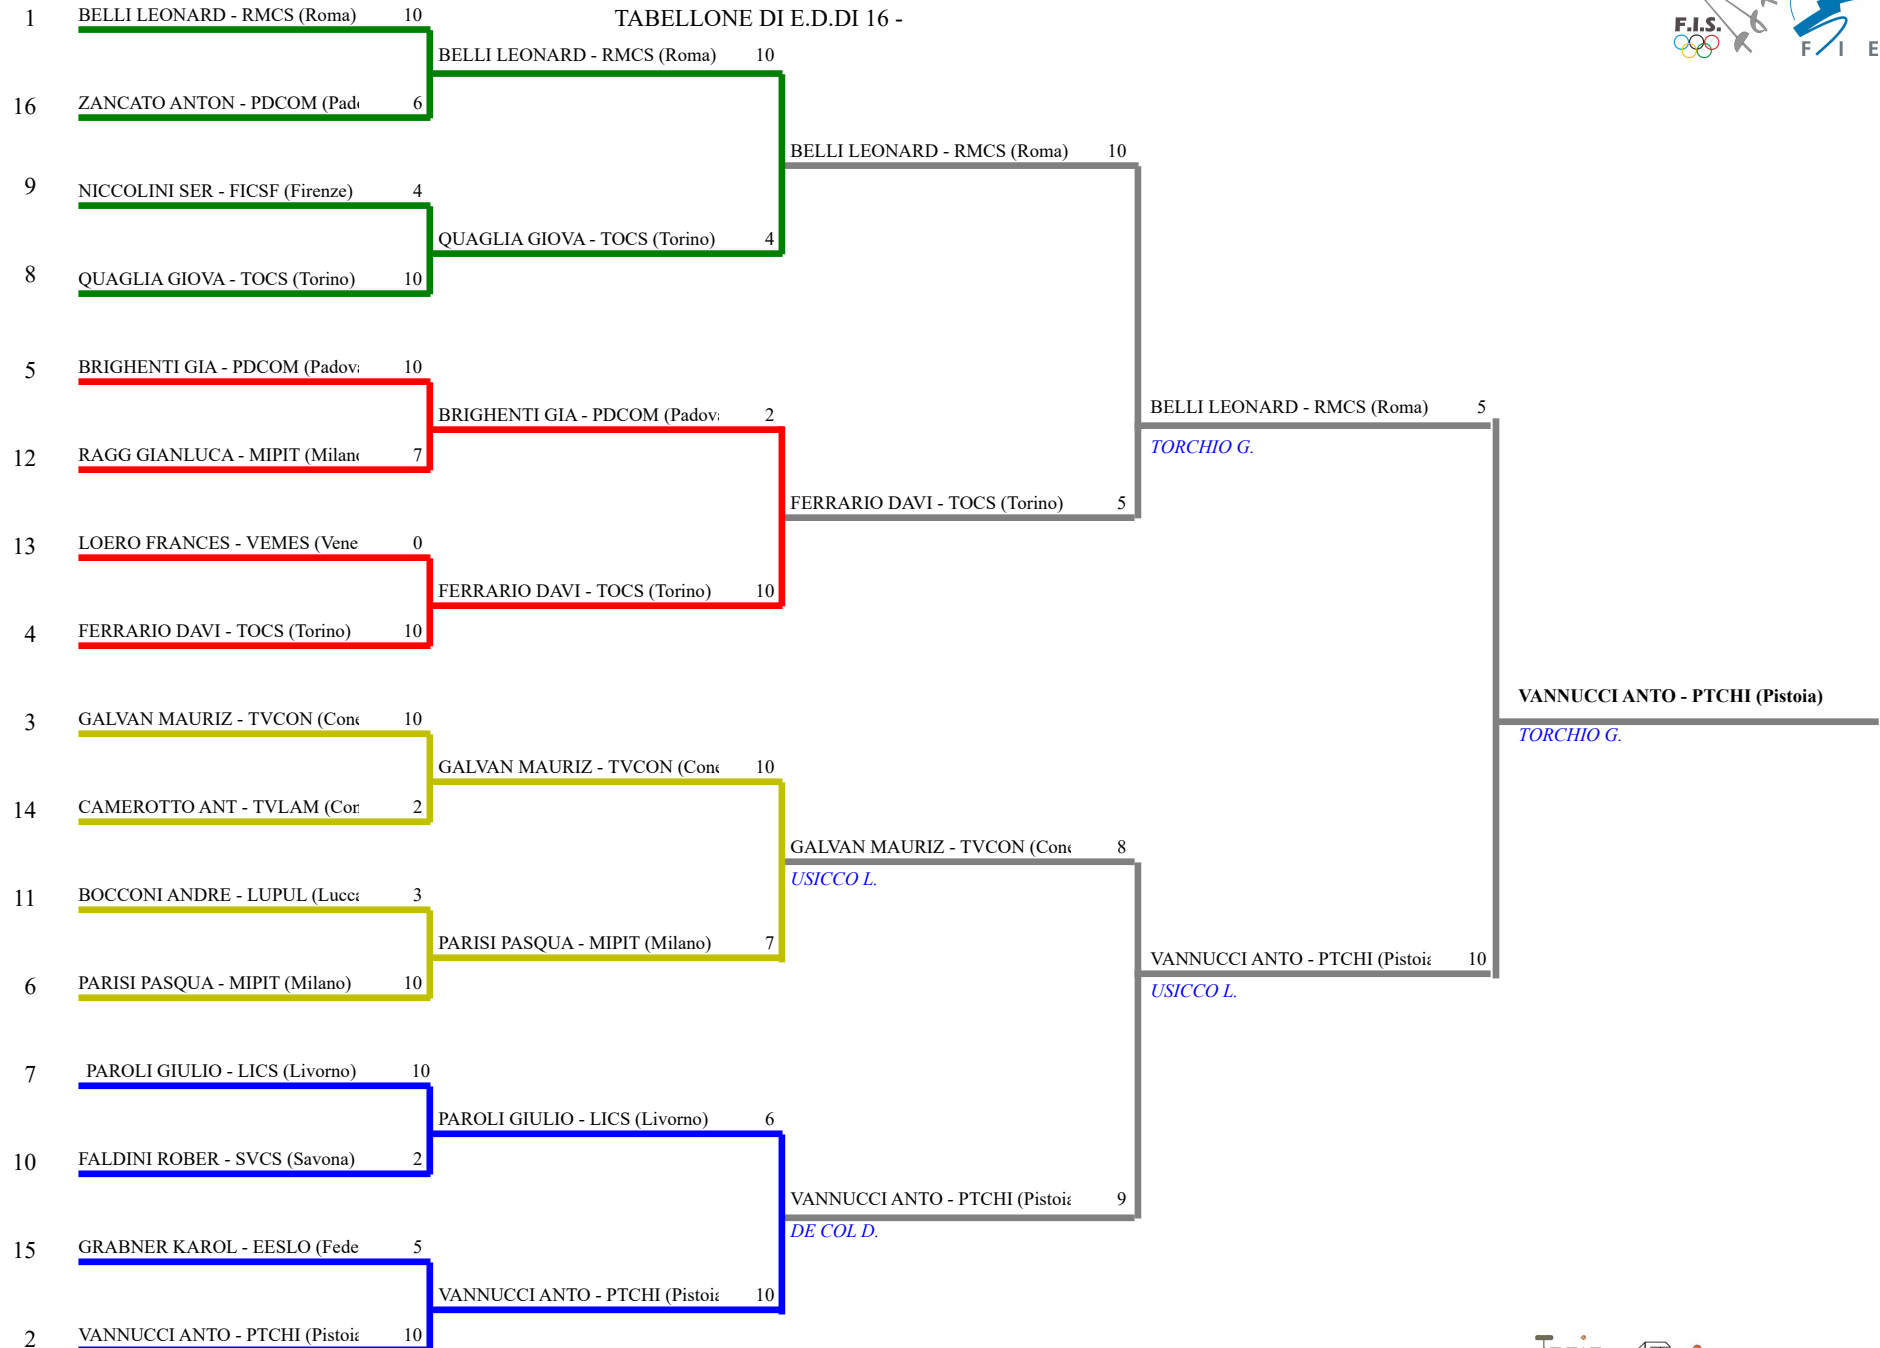 TABELLONE DI E.D.DI 16 -
F.I.S.
F I E
1 BELLI LEONARD - RMCS (Roma) 10
BELLI LEONARD - RMCS (Roma) 10
16 ZANCATO ANTON - PDCOM (Pad 6
BELLI LEONARD - RMCS (Roma) 10
9 NICCOLINI SER - FICSF (Firenze) 4
QUAGLIA GIOVA - TOCS (Torino) 4
8 QUAGLIA GIOVA - TOCS (Torino) 10
5 BRIGHENTI GIA - PDCOM (Padov 10
BRIGHENTI GIA - PDCOM (Padov 2
BELLI LEONARD - RMCS (Roma) 5
TORCHIO G.
12 RAGG GIANLUCA - MIPIT (Milan 7
FERRARIO DAVI - TOCS (Torino) 5
13 LOERO FRANCES - VEMES (Vene 0
FERRARIO DAVI - TOCS (Torino) 10
4 FERRARIO DAVI - TOCS (Torino) 10
VANNUCCI ANTO - PTCHI (Pistoia)
TORCHIO G.
3 GALVAN MAURIZ - TVCON (Con 10
GALVAN MAURIZ - TVCON (Con 10
14 CAMEROTTO ANT - TVLAM (Con 2
GALVAN MAURIZ - TVCON (Con 8
USICCO L.
11 BOCCONI ANDRE - LUPUL (Lucc 3
PARISI PASQUA - MIPIT (Milano) 7
VANNUCCI ANTO - PTCHI (Pistoi 10
USICCO L.
6 PARISI PASQUA - MIPIT (Milano) 10
7 PAROLI GIULIO - LICS (Livorno) 10
PAROLI GIULIO - LICS (Livorno) 6
10 FALDINI ROBER - SVCS (Savona) 2
VANNUCCI ANTO - PTCHI (Pistoi 9
DE COL D.
15 GRABNER KAROL - EESLO (Fede 5
VANNUCCI ANTO - PTCHI (Pistoi 10
2 VANNUCCI ANTO - PTCHI (Pistoi 10